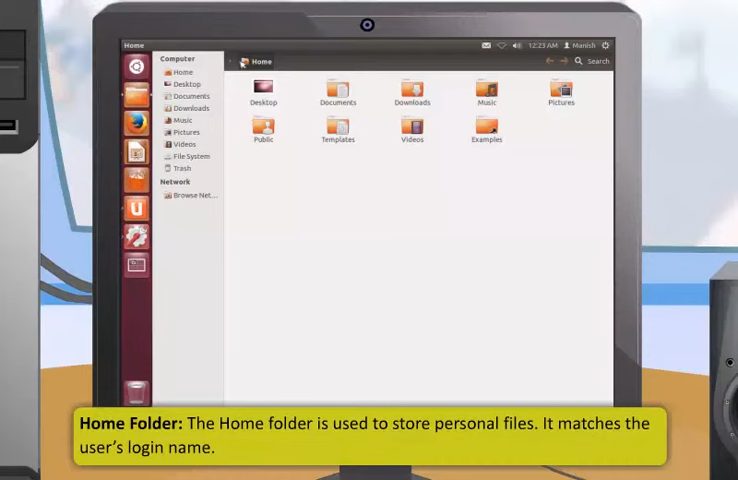 Home
12:23 AM Manish
Computer
Home
Search
Home
Desktop
Documents
Downloads
Music
Pictures
Videos
File System
Trash
Network
Browse Net...
Desktop Documents Downloads Music Pictures
Public Templates Videos Examples
Home Folder: The Home folder is used to store personal files. It matches the
user's login name.